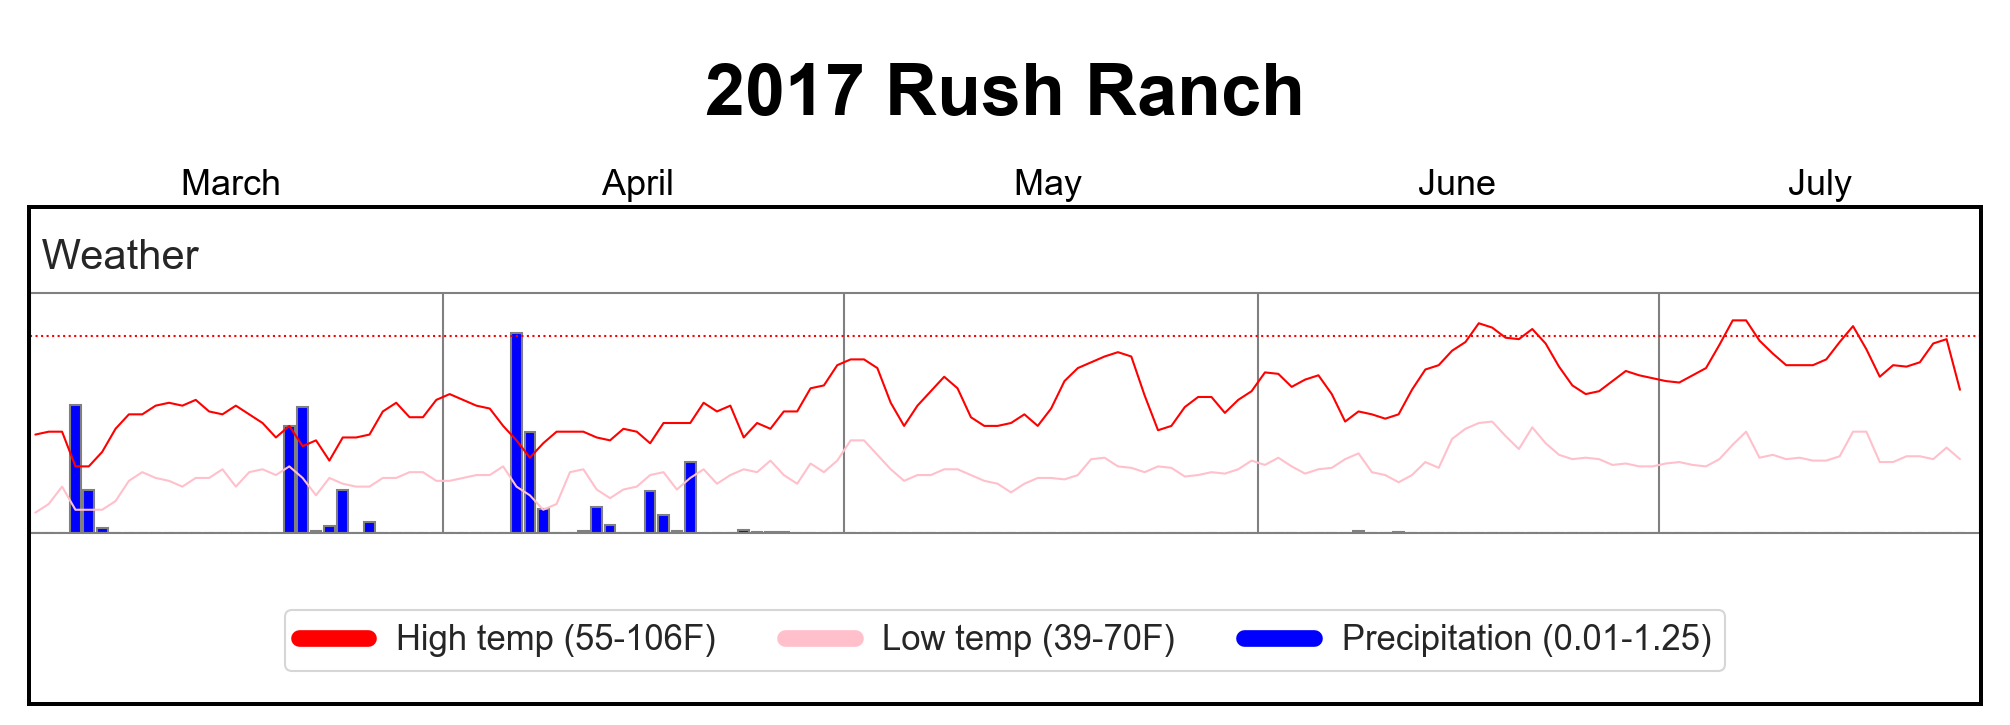 2017 Rush Ranch
March April May June July
Weather
High temp (55-106F) Low temp (39-70F) Precipitation (0.01-1.25)